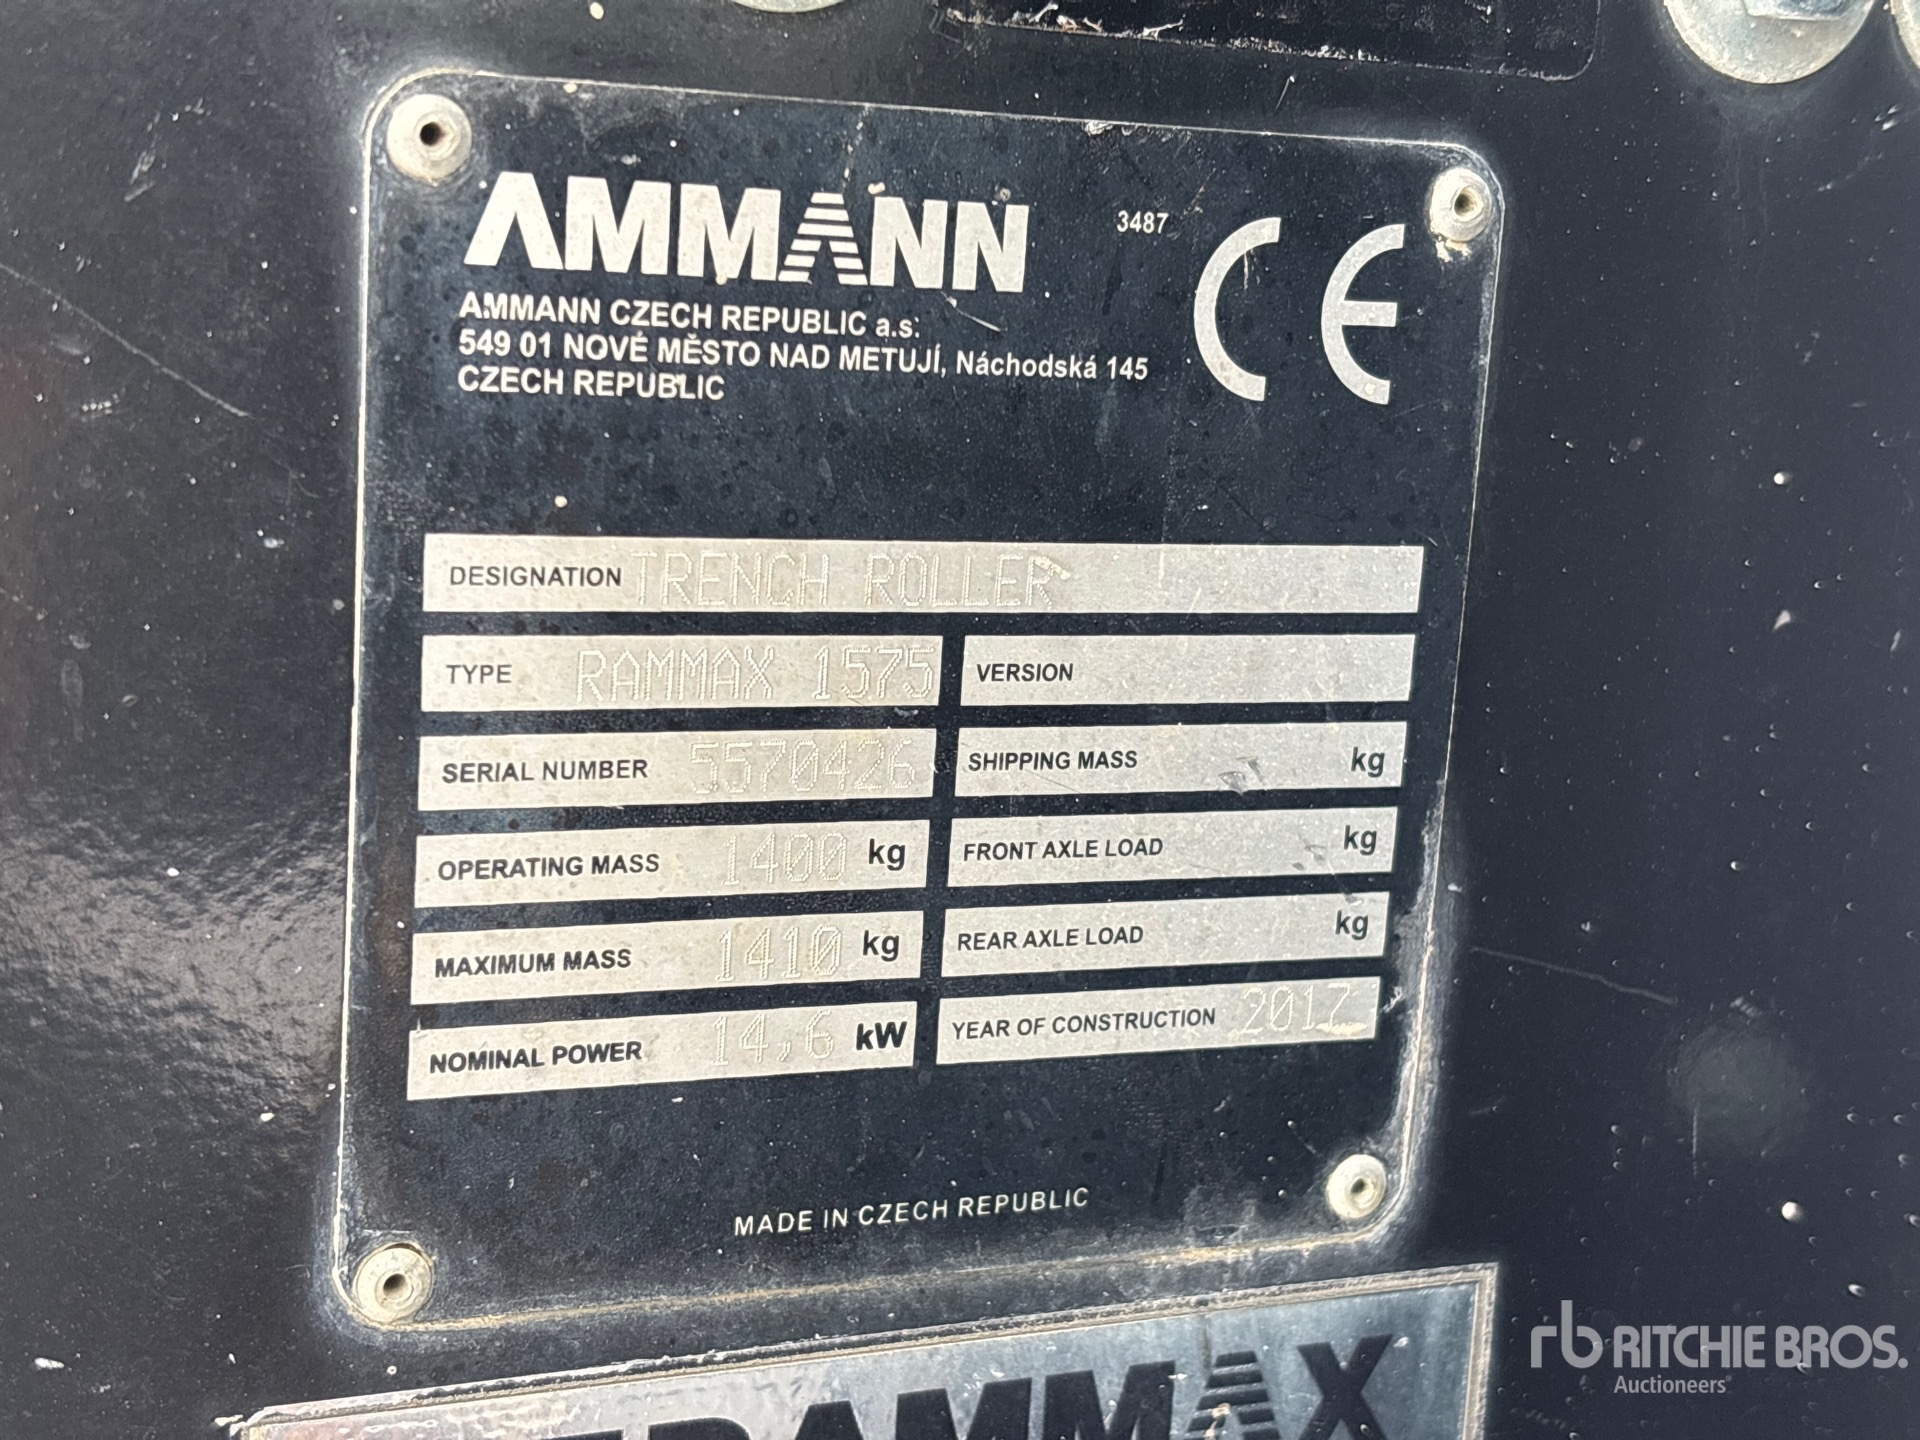 AMMANN
3487
CE
AMMANN CZECH REPUBLIC a.s.
549 01 NOVÉ MĚSTO NAD METUJÍ, Náchodská 145
CZECH REPUBLIC
DESIGNATION TRENCH ROLLER
TYPE RAMMAX 1575
VERSION
SERIAL NUMBER 5570426
SHIPPING MASS kg
OPERATING MASS 1400 kg
FRONT AXLE LOAD kg
MAXIMUM MASS 1410 kg
REAR AXLE LOAD kg
NOMINAL POWER 14,6 kW
YEAR OF CONSTRUCTION 2017
MADE IN CZECH REPUBLIC
RAMMAX
rb RITCHIE BROS.
Auctioneers